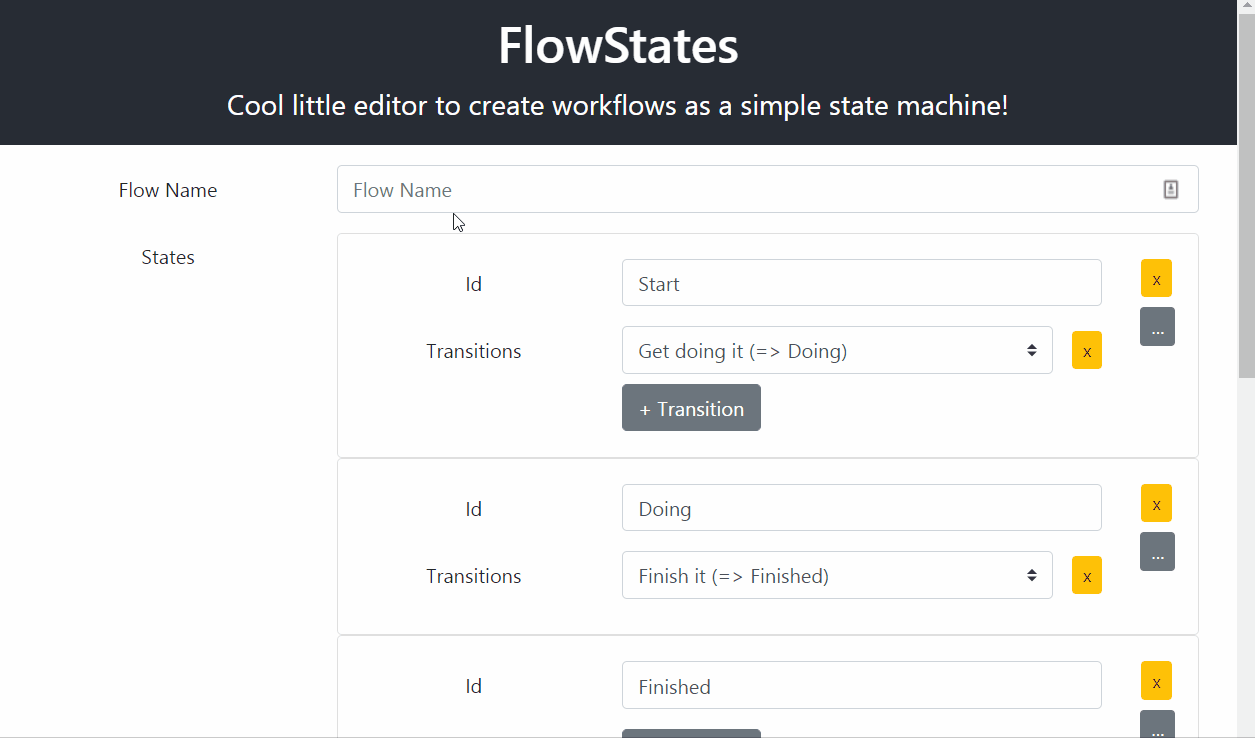 FlowStates
Cool little editor to create workflows as a simple state machine!
Flow Name
Flow Name
States
Id
Start
x
...
Transitions
Get doing it (=> Doing)
x
+ Transition
Id
Doing
x
...
Transitions
Finish it (=> Finished)
x
Id
Finished
x
...